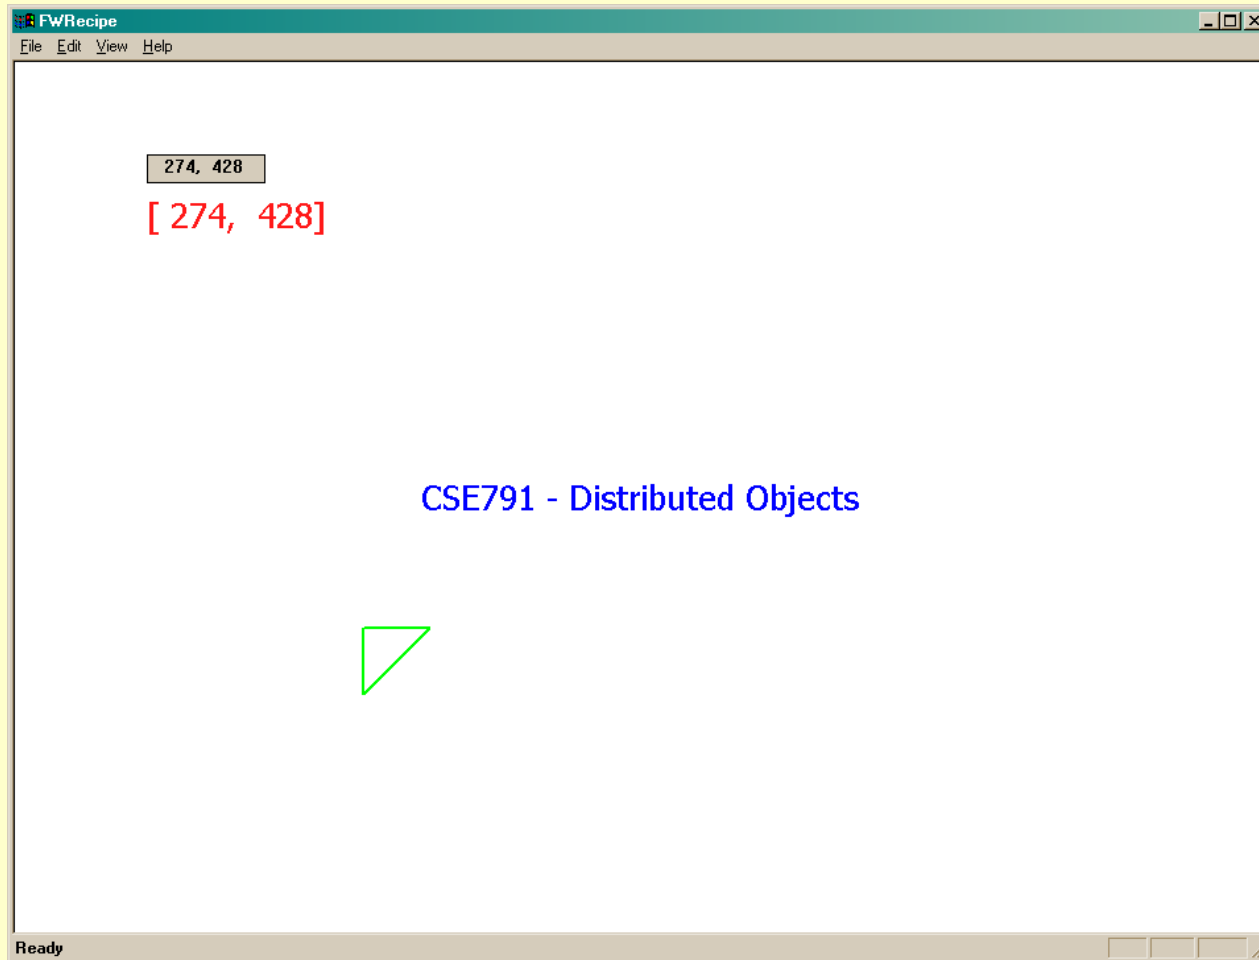 FWRecipe
File Edit View Help
274, 428
[ 274, 428]
CSE791 - Distributed Objects
Ready